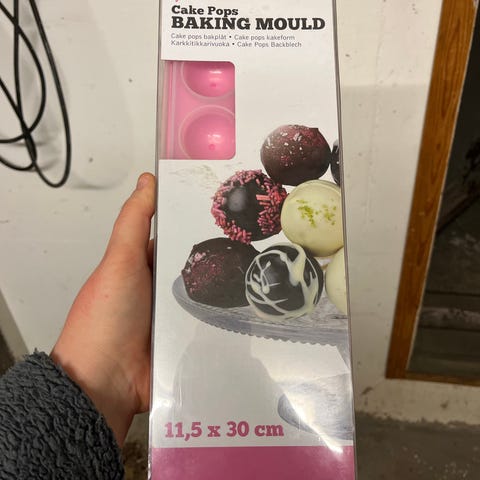 Cake Pops
BAKING MOULD
Cake pops bakplåt • Cake pops kakeform
Karkkitikkarivuoka • Cake Pops Backblech
11,5 x 30 cm